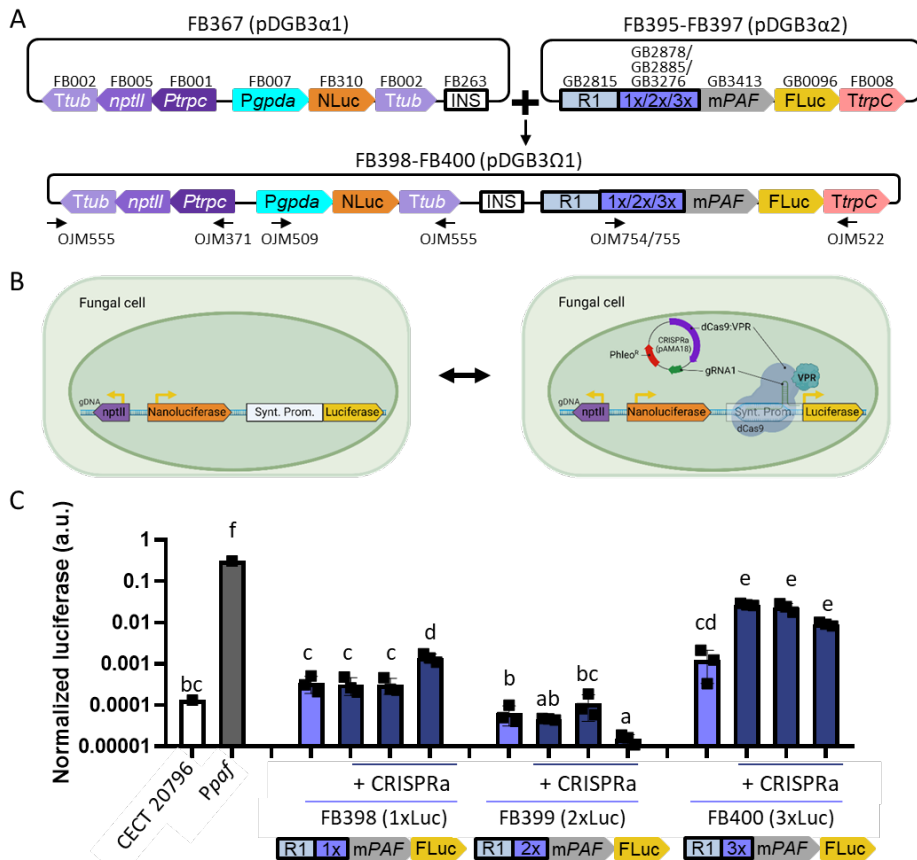 A
FB367 (pDGB3α1)
FB395-FB397 (pDGB3α2)
FB002 FB005 FB001 FB007 FB310 FB002 FB263
GB2878/
GB2885/
GB2815 GB3276 GB3413 GB0096 FB008
Ttub nptII Ptrpc Pgpda NLuc Ttub INS
+
R1 1x/2x/3x mPAF FLuc TtrpC
FB398-FB400 (pDGB3Ω1)
Ttub nptII Ptrpc Pgpda NLuc Ttub INS R1 1x/2x/3x mPAF FLuc TtrpC
OJM555 OJM371 OJM509 OJM555 OJM754/755 OJM522
B
Fungal cell
gDNA
nptII Nanoluciferase Synt. Prom. Luciferase
Fungal cell
dCas9:VPR
CRISPRa
(pAMA18)
PhleoR
gRNA1
VPR
gDNA
nptII Nanoluciferase Synt. Prom. Luciferase
dCas9
C
Normalized luciferase (a.u.)
1
0.1
0.01
0.001
0.0001
0.00001
bc f c c c d b ab bc a cd e e e
CECT 20796
Ppaf
+ CRISPRa + CRISPRa + CRISPRa
FB398 (1xLuc) FB399 (2xLuc) FB400 (3xLuc)
R1 1x mPAF FLuc R1 2x mPAF FLuc R1 3x mPAF FLuc